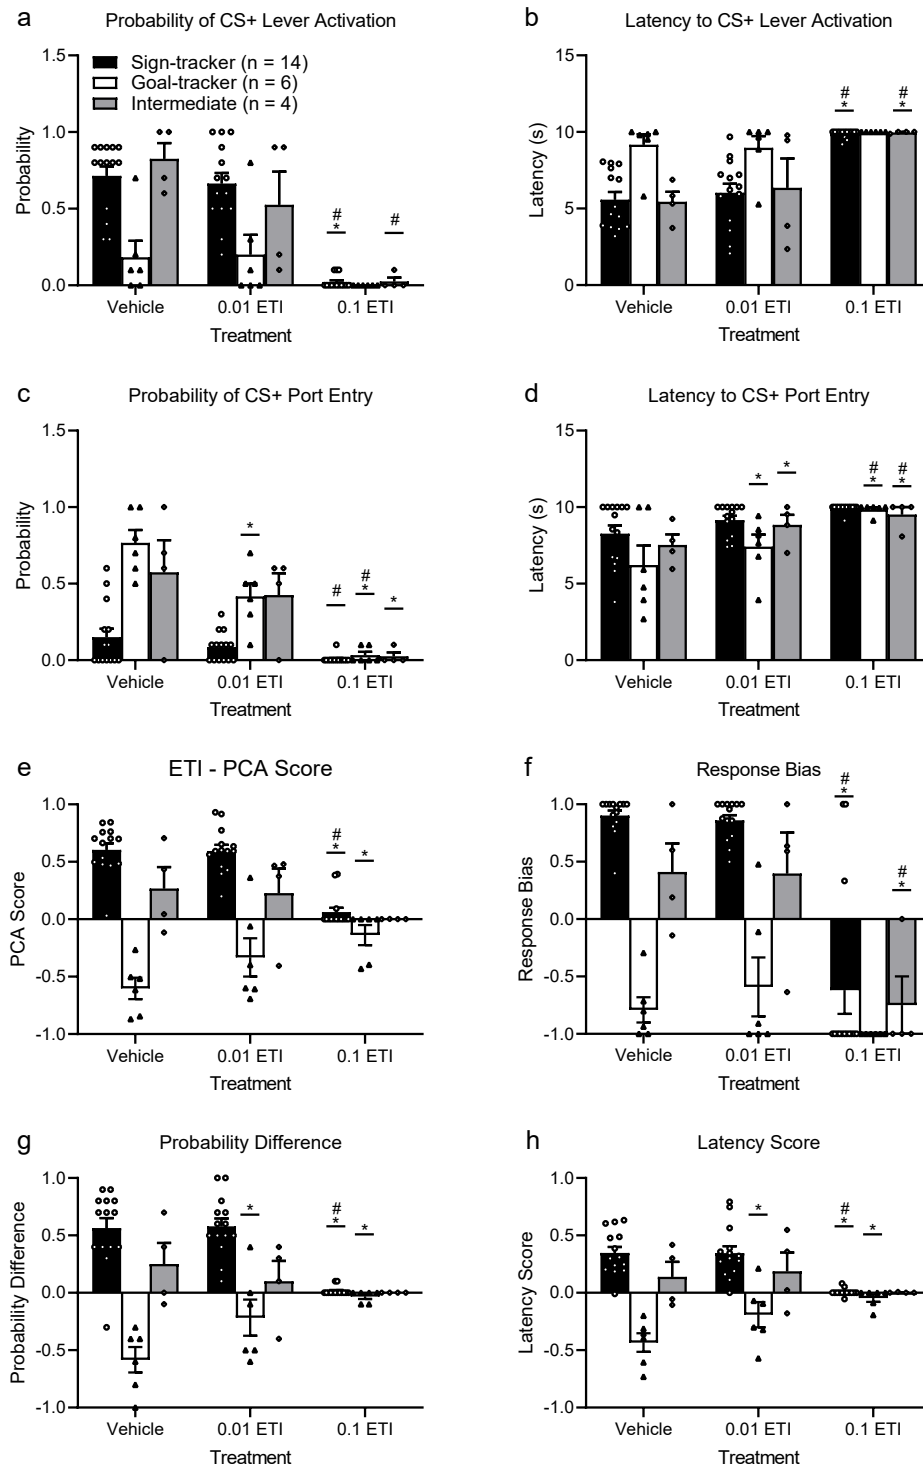 a Probability of CS+ Lever Activation
1.5
1.0
0.5
0.0
Probability
Sign-tracker (n = 14)
Goal-tracker (n = 6)
Intermediate (n = 4)
#
*
#
Vehicle 0.01 ETI 0.1 ETI
Treatment
b Latency to CS+ Lever Activation
15
10
5
0
Latency (s)
# #
* *
Vehicle 0.01 ETI 0.1 ETI
Treatment
c Probability of CS+ Port Entry
1.5
1.0
0.5
0.0
Probability
*
# #
* *
Vehicle 0.01 ETI 0.1 ETI
Treatment
d Latency to CS+ Port Entry
15
10
5
0
Latency (s)
* *
# #
* *
Vehicle 0.01 ETI 0.1 ETI
Treatment
e ETI - PCA Score
1.0
0.5
0.0
-0.5
-1.0
PCA Score
#
* *
Vehicle 0.01 ETI 0.1 ETI
Treatment
f Response Bias
1.0
0.5
0.0
-0.5
-1.0
Response Bias
#
*
#
*
Vehicle 0.01 ETI 0.1 ETI
Treatment
g Probability Difference
1.0
0.5
0.0
-0.5
-1.0
Probability Difference
*
#
* *
Vehicle 0.01 ETI 0.1 ETI
Treatment
h Latency Score
1.0
0.5
0.0
-0.5
-1.0
Latency Score
*
#
* *
Vehicle 0.01 ETI 0.1 ETI
Treatment